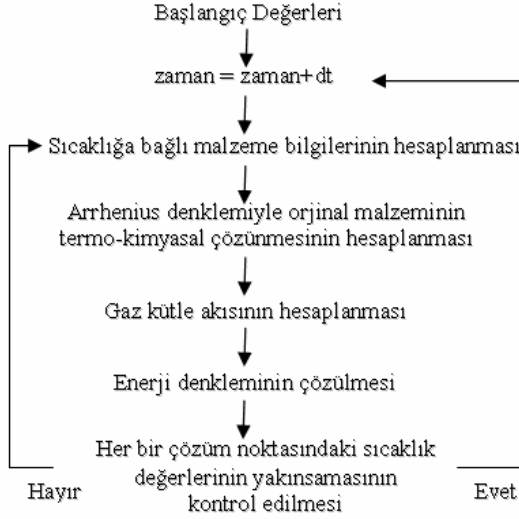 Başlangıç Değerleri
zaman = zaman+dt
Sıcaklığa bağlı malzeme bilgilerinin hesaplanması
Arrhenius denklemiyle orjinal malzeminin
termo-kimyasal çözünmesinin hesaplanması
Gaz kütle akısının hesaplanması
Enerji denkleminin çözülmesi
Her bir çözüm noktasındaki sıcaklık
değerlerinin yakınsamasının
kontrol edilmesi
Hayır
Evet